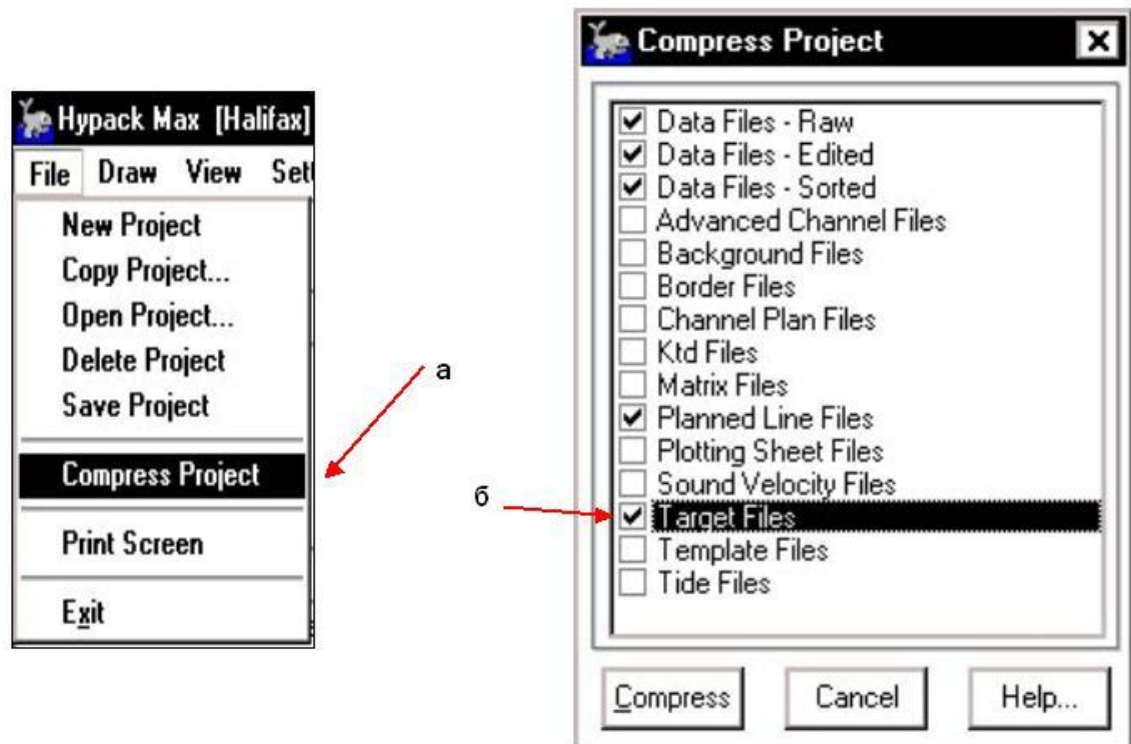 Hypack Max [Halifax]
File Draw View Sett
New Project
Copy Project...
Open Project...
Delete Project
Save Project
Compress Project
Print Screen
Exit
а
б
Compress Project
Data Files - Raw
Data Files - Edited
Data Files - Sorted
Advanced Channel Files
Background Files
Border Files
Channel Plan Files
Ktd Files
Matrix Files
Planned Line Files
Plotting Sheet Files
Sound Velocity Files
Target Files
Template Files
Tide Files
Compress Cancel Help...